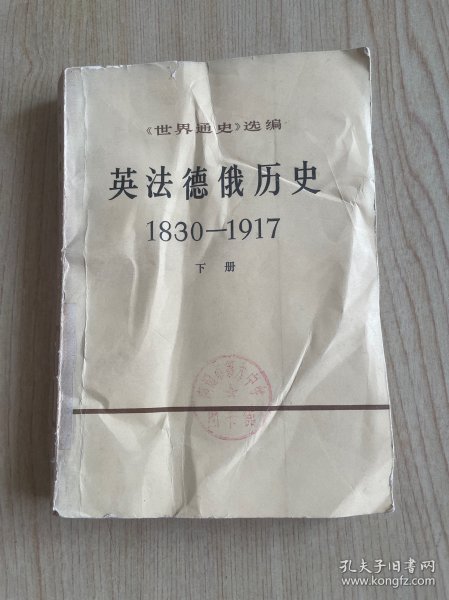 《世界通史》选编
英法德俄历史
1830—1917
下册
孔夫子旧书网
www.kongfz.com